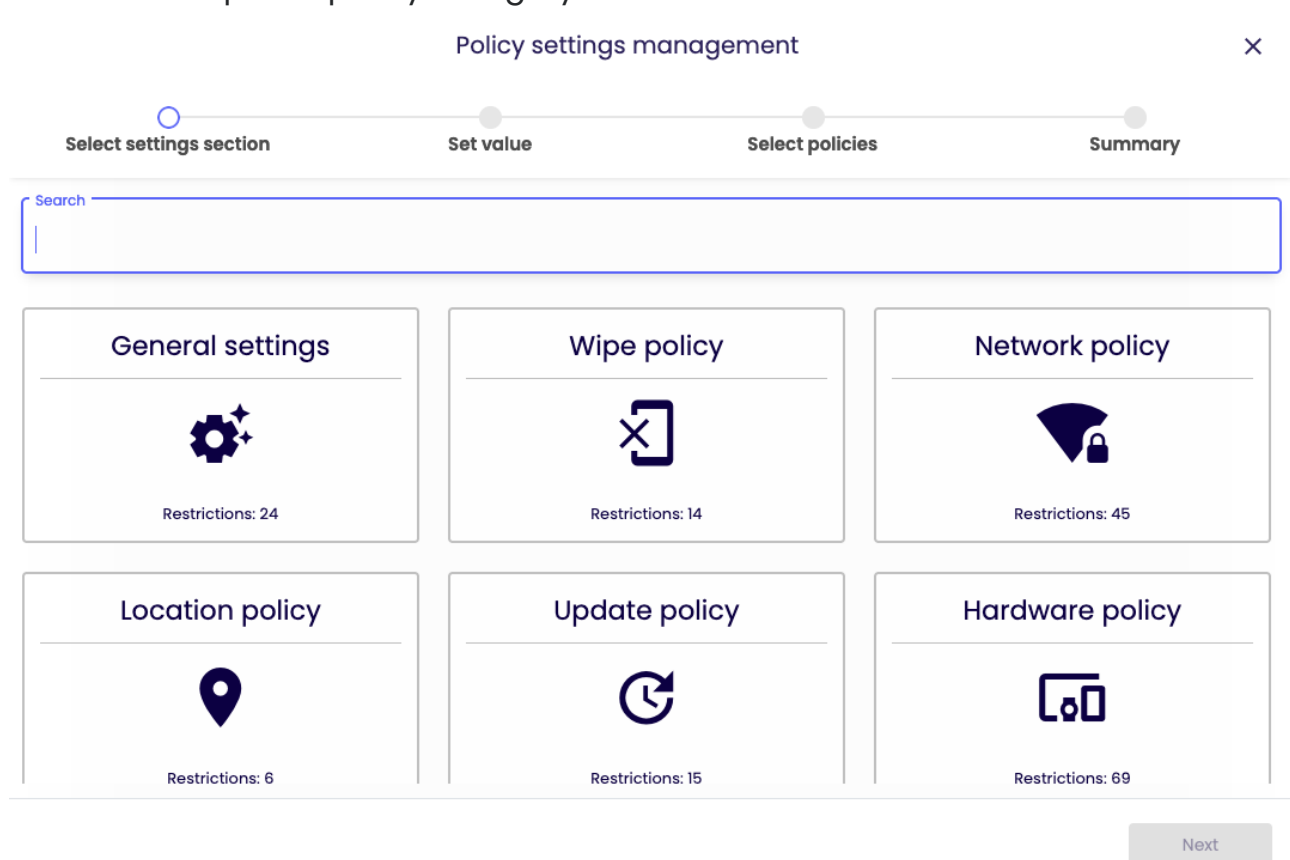 Policy settings management
Select settings section
Set value
Select policies
Summary
Search
General settings
Restrictions: 24
Wipe policy
Restrictions: 14
Network policy
Restrictions: 45
Location policy
Restrictions: 6
Update policy
Restrictions: 15
Hardware policy
Restrictions: 69
Next